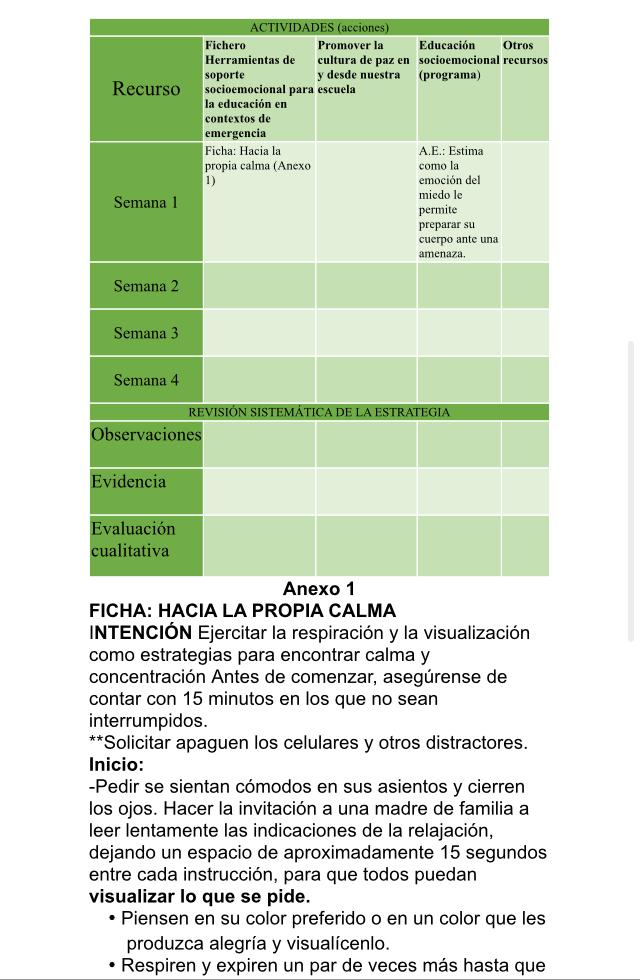 ACTIVIDADES (acciones)
Recurso
Fichero
Herramientas de
soporte
socioemocional para
la educación en
contextos de
emergencia
Promover la
cultura de paz en
y desde nuestra
escuela
Educación
socioemocional
(programa)
Otros
recursos
Semana 1
Ficha: Hacia la
propia calma (Anexo
1)
A.E.: Estima
como la
emoción del
miedo le
permite
preparar su
cuerpo ante una
amenaza.
Semana 2
Semana 3
Semana 4
REVISIÓN SISTEMÁTICA DE LA ESTRATEGIA
Observaciones
Evidencia
Evaluación
cualitativa
Anexo 1
FICHA: HACIA LA PROPIA CALMA
INTENCIÓN Ejercitar la respiración y la visualización
como estrategias para encontrar calma y
concentración Antes de comenzar, asegúrense de
contar con 15 minutos en los que no sean
interrumpidos.
**Solicitar apaguen los celulares y otros distractores.
Inicio:
-Pedir se sientan cómodos en sus asientos y cierren
los ojos. Hacer la invitación a una madre de familia a
leer lentamente las indicaciones de la relajación,
dejando un espacio de aproximadamente 15 segundos
entre cada instrucción, para que todos puedan
visualizar lo que se pide.
• Piensen en su color preferido o en un color que les
produzca alegría y visualícenlo.
• Respiren y expiren un par de veces más hasta que